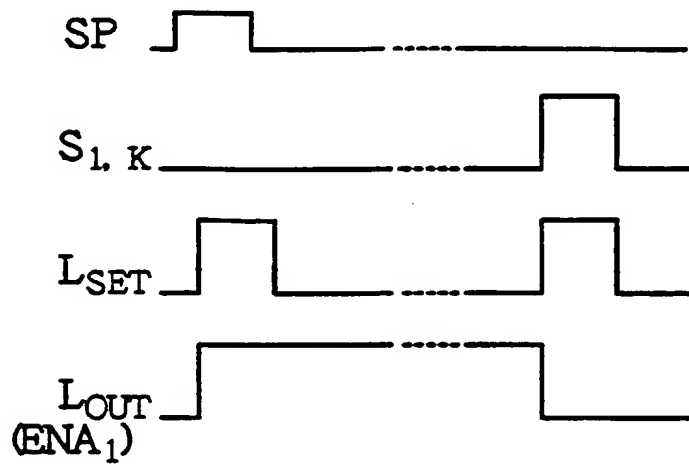 SP
S1, K
LSET
LOUT
(ENA1)